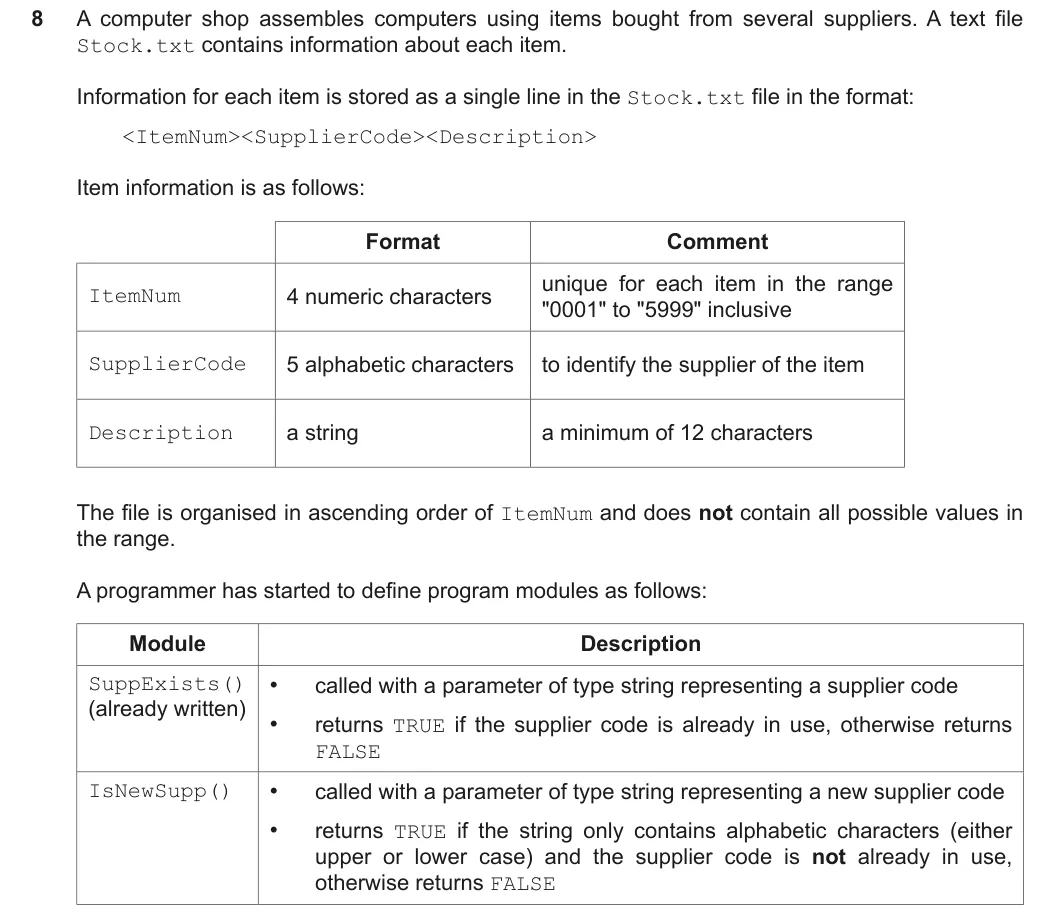 8 A computer shop assembles computers using items bought from several suppliers. A text file
Stock.txt contains information about each item.
Information for each item is stored as a single line in the Stock.txt file in the format:
<ItemNum><SupplierCode><Description>
Item information is as follows:
Format Comment
ItemNum 4 numeric characters unique for each item in the range
"0001" to "5999" inclusive
SupplierCode 5 alphabetic characters to identify the supplier of the item
Description a string a minimum of 12 characters
The file is organised in ascending order of ItemNum and does not contain all possible values in
the range.
A programmer has started to define program modules as follows:
Module Description
SuppExists()
(already written)
• called with a parameter of type string representing a supplier code
• returns TRUE if the supplier code is already in use, otherwise returns
FALSE
IsNewSupp()
• called with a parameter of type string representing a new supplier code
• returns TRUE if the string only contains alphabetic characters (either
upper or lower case) and the supplier code is not already in use,
otherwise returns FALSE